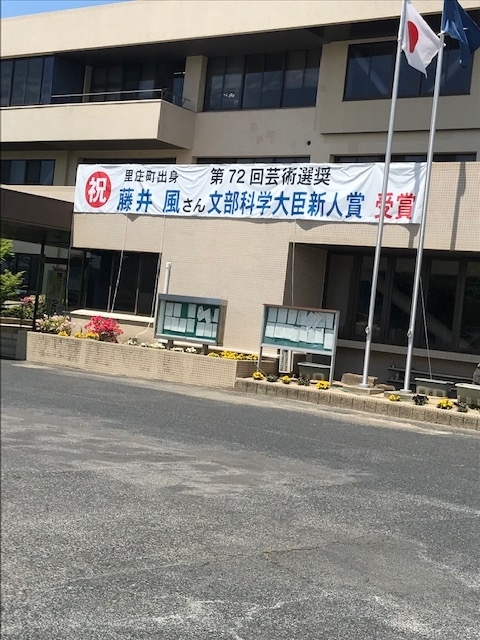 祝
里庄町出身 第72回芸術選奨
藤井 風さん文部科学大臣新人賞 受賞